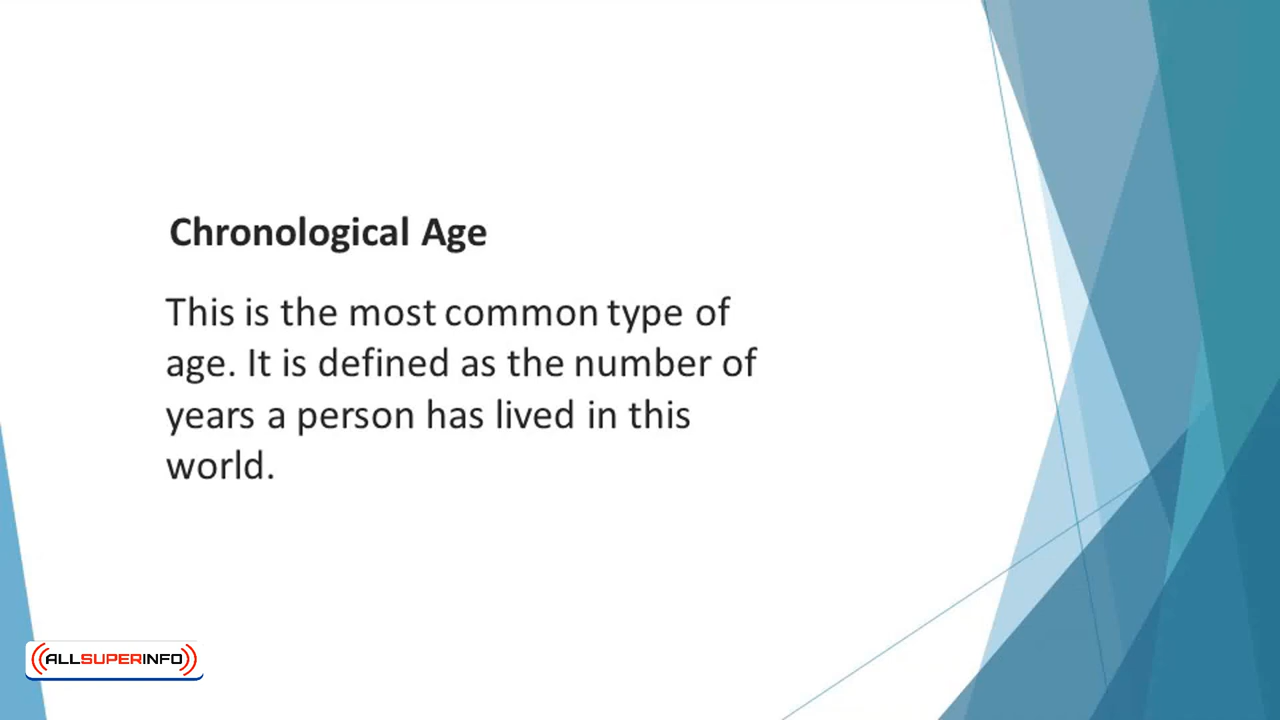 Chronological Age
This is the most common type of
age. It is defined as the number of
years a person has lived in this
world.
ALLSUPERINFO